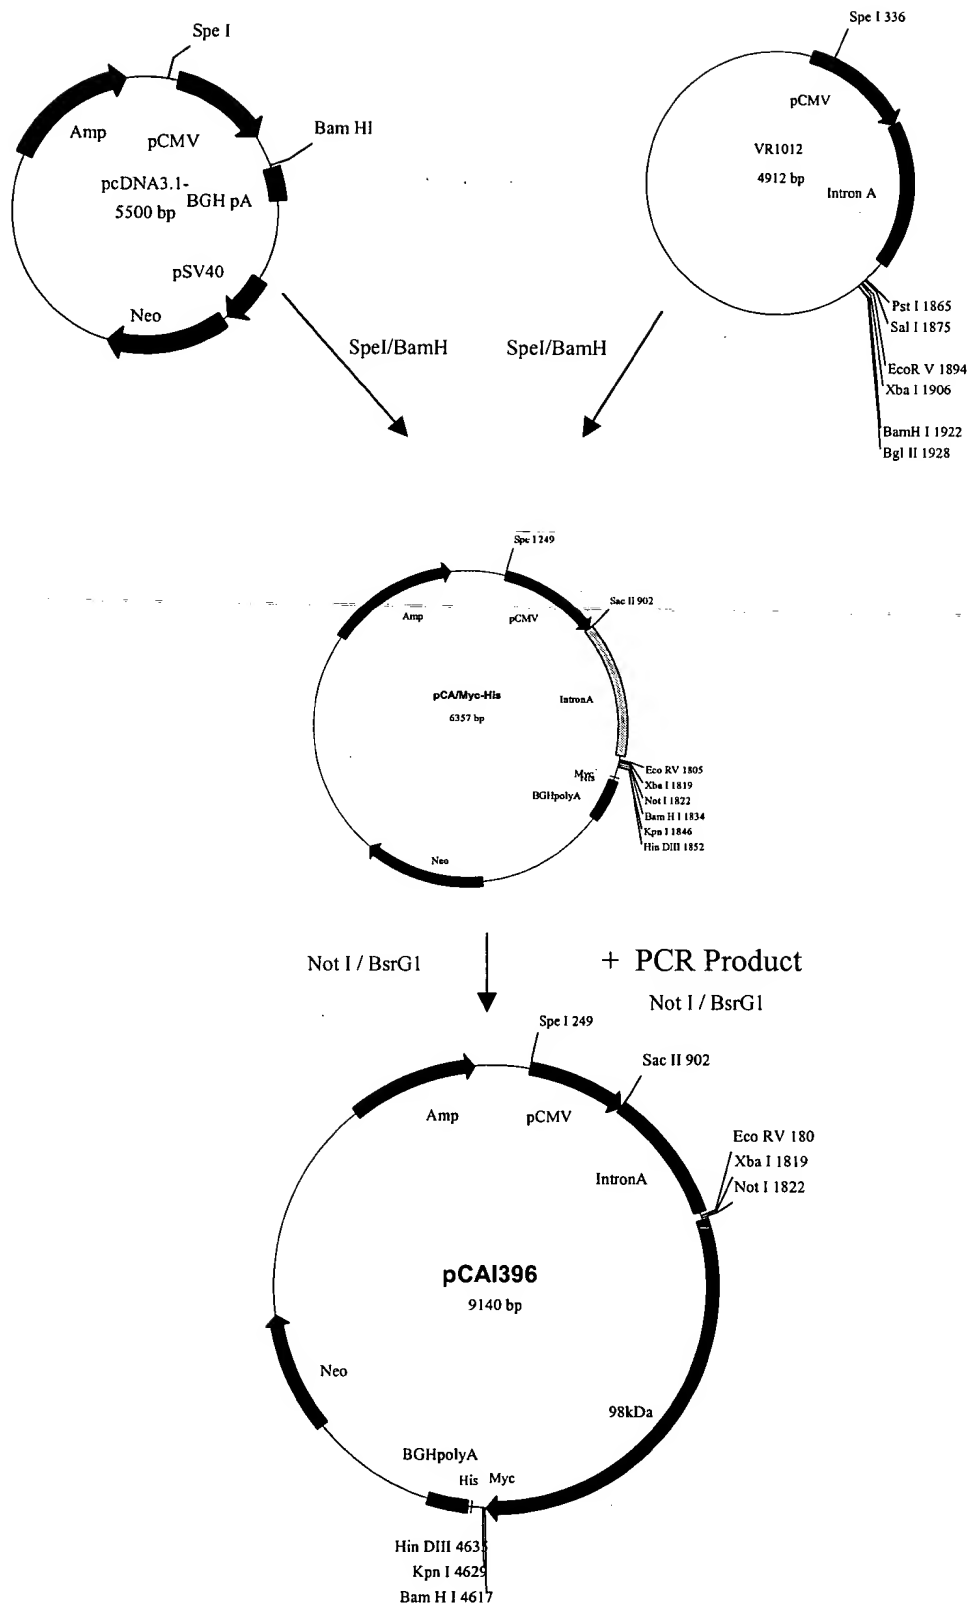 Spe I
Amp
pCMV
Bam HI
pcDNA3.1-
BGH pA
5500 bp
pSV40
Neo
Spe I 336
pCMV
VR1012
4912 bp
Intron A
Pst I 1865
Sal I 1875
EcoR V 1894
Xba I 1906
BamH I 1922
Bgl II 1928
SpeI/BamH
SpeI/BamH
Spe I 249
Sac II 902
Amp
pCMV
pCA/Myc-His
6357 bp
IntronA
Myc
His
BGHpolyA
Eco RV 1805
Xba I 1819
Not I 1822
Bam H I 1834
Kpn I 1846
Hin DIII 1852
Neo
Not I / BsrG1
+ PCR Product
Not I / BsrG1
Spe I 249
Sac II 902
Amp
pCMV
Eco RV 180
Xba I 1819
Not I 1822
IntronA
pCAI396
9140 bp
Neo
98kDa
BGHpolyA
His Myc
Hin DIII 4635
Kpn I 4629
Bam H I 4617